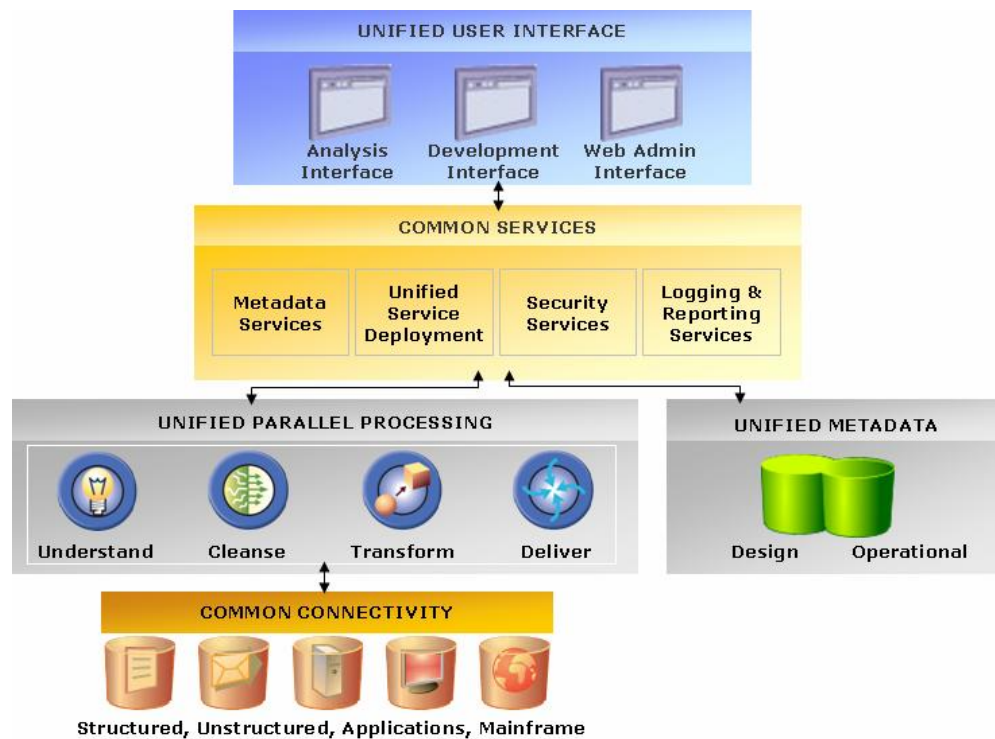 UNIFIED USER INTERFACE
Analysis
Interface
Development
Interface
Web Admin
Interface
COMMON SERVICES
Metadata
Services
Unified
Service
Deployment
Security
Services
Logging &
Reporting
Services
UNIFIED PARALLEL PROCESSING
Understand
Cleanse
Transform
Deliver
UNIFIED METADATA
Design
Operational
COMMON CONNECTIVITY
Structured, Unstructured, Applications, Mainframe